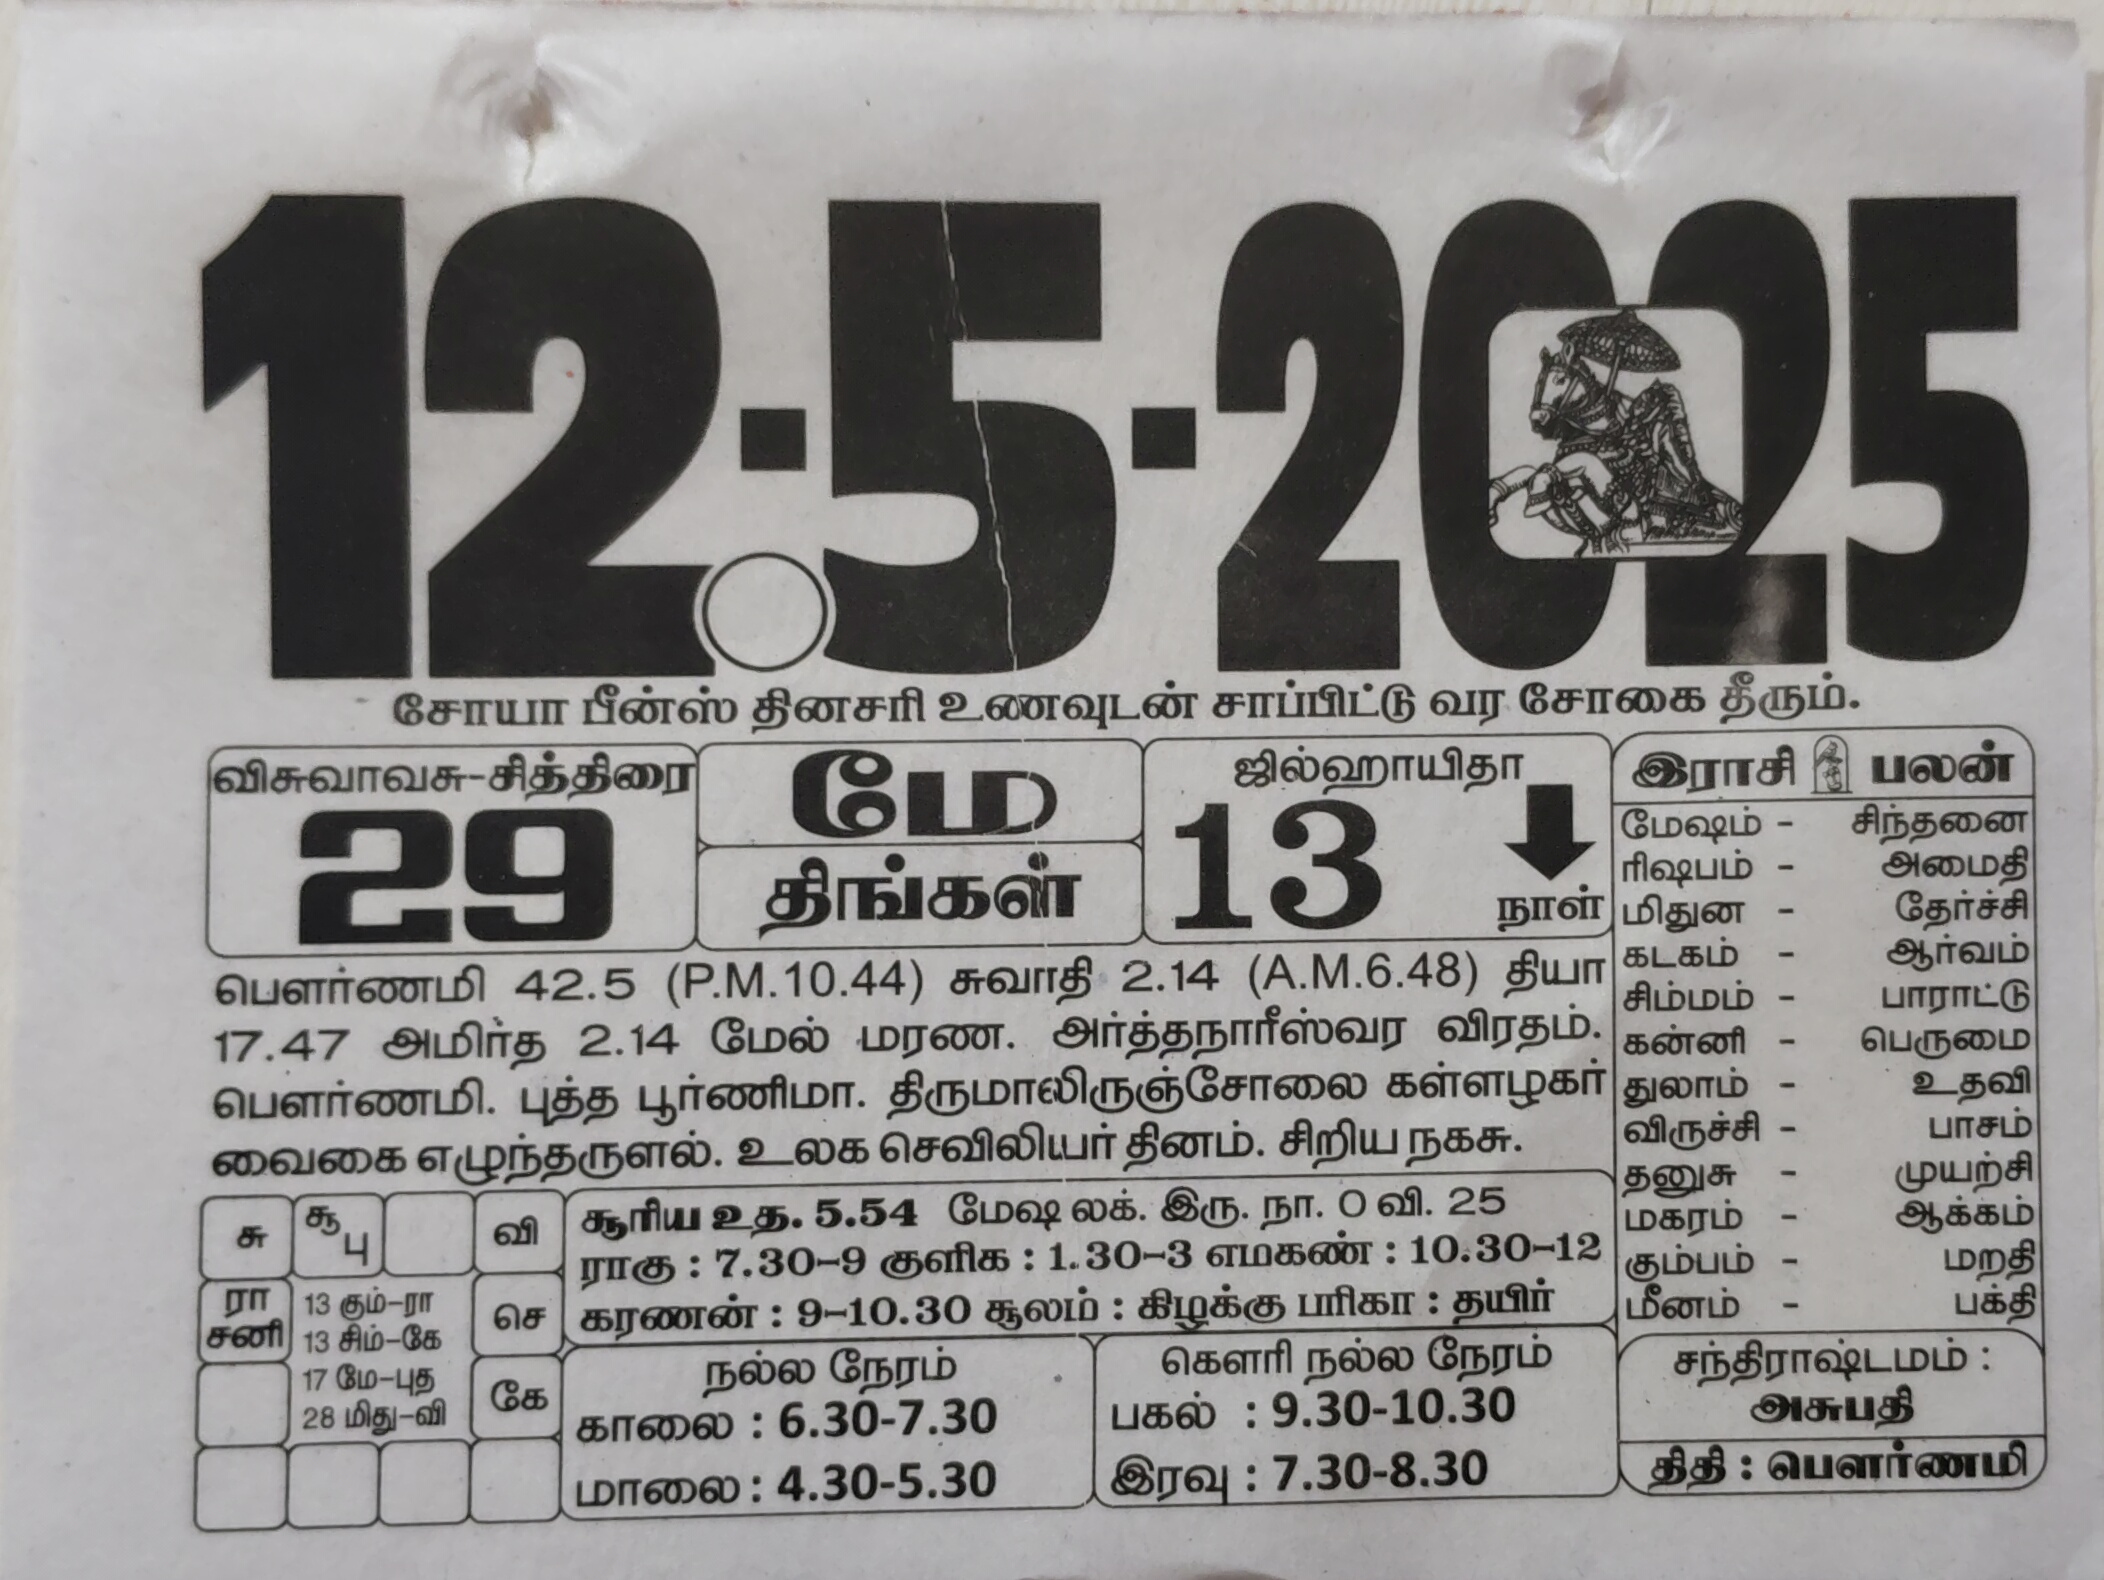 12.5.2025
சோயா பீன்ஸ் தினசரி உணவுடன் சாப்பிட்டு வர சோகை தீரும்.
விசுவாவசு-சித்திரை
29
மே
திங்கள்
ஜில்ஹாயிதா
13
நாள்
பௌர்ணமி 42.5 (P.M.10.44) சுவாதி 2.14 (A.M.6.48) தியா
17.47 அமிர்த 2.14 மேல் மரண. அர்த்தநாரீஸ்வர விரதம்.
பௌர்ணமி. புத்த பூர்ணிமா. திருமாலிருஞ்சோலை கள்ளழகர்
வைகை எழுந்தருளல். உலக செவிலியர் தினம். சிறிய நகசு.
இராசி பலன்
மேஷம் - சிந்தனை
ரிஷபம் - அமைதி
மிதுன - தேர்ச்சி
கடகம் - ஆர்வம்
சிம்மம் - பாராட்டு
கன்னி - பெருமை
துலாம் - உதவி
விருச்சி - பாசம்
தனுசு - முயற்சி
மகரம் - ஆக்கம்
கும்பம் - மறதி
மீனம் - பக்தி
சு
சூ
பு
வி
ரா
சனி
13 கும்-ரா
13 சிம்-கே
17 மே-புத
28 மிது-வி
செ
கே
சூரிய உத. 5.54 மேஷ லக். இரு. நா. 0 வி. 25
ராகு : 7.30-9 குளிக : 1.30-3 எமகண் : 10.30-12
கரணன் : 9-10.30 சூலம் : கிழக்கு பரிகா : தயிர்
நல்ல நேரம்
காலை : 6.30-7.30
மாலை : 4.30-5.30
கௌரி நல்ல நேரம்
பகல் : 9.30-10.30
இரவு : 7.30-8.30
சந்திராஷ்டமம் :
அசுபதி
திதி : பௌர்ணமி